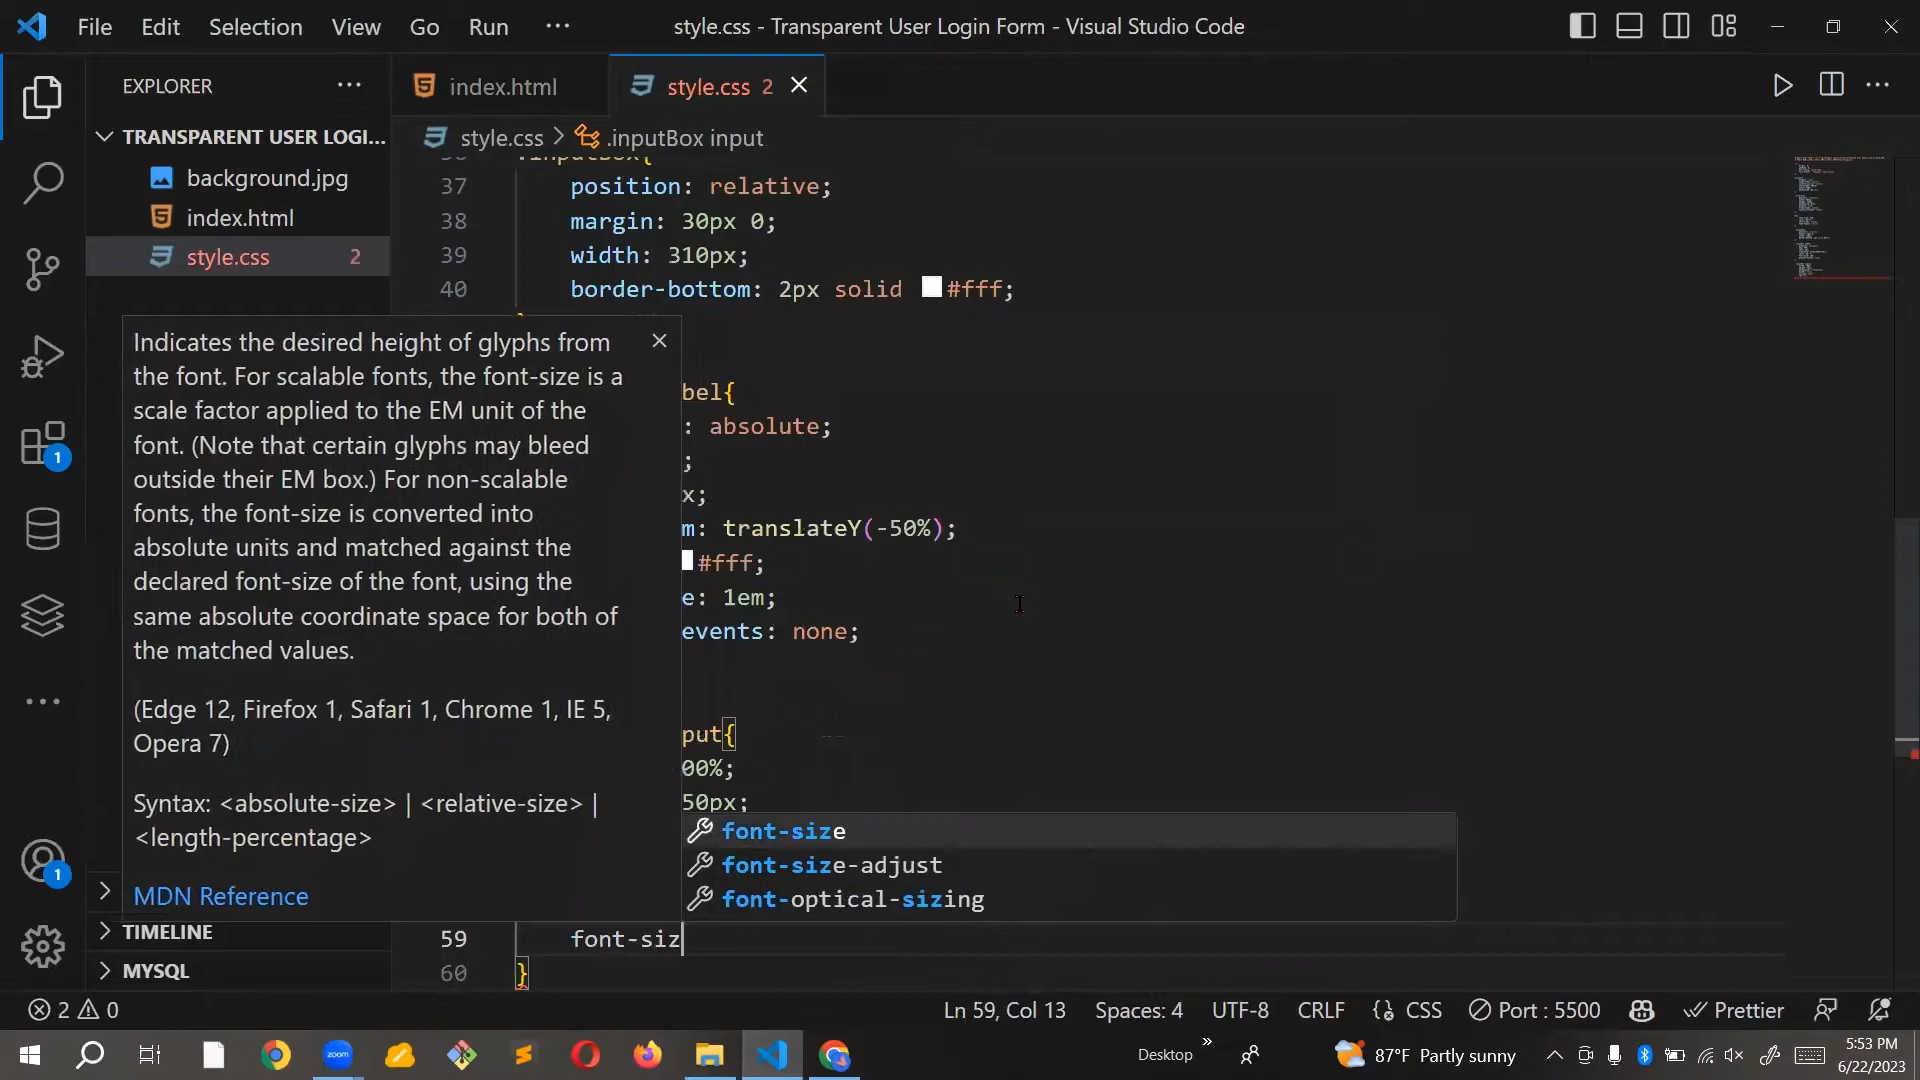 File Edit Selection View Go Run ···
style.css - Transparent User Login Form - Visual Studio Code
EXPLORER
index.html
style.css 2
TRANSPARENT USER LOGI...
background.jpg
index.html
style.css 2
style.css > .inputBox input
.inputBox{
37 position: relative;
38 margin: 30px 0;
39 width: 310px;
40 border-bottom: 2px solid #fff;
Indicates the desired height of glyphs from
the font. For scalable fonts, the font-size is a
scale factor applied to the EM unit of the
font. (Note that certain glyphs may bleed
outside their EM box.) For non-scalable
fonts, the font-size is converted into
absolute units and matched against the
declared font-size of the font, using the
same absolute coordinate space for both of
the matched values.
(Edge 12, Firefox 1, Safari 1, Chrome 1, IE 5,
Opera 7)
Syntax: <absolute-size> | <relative-size> |
<length-percentage>
MDN Reference
bel{
: absolute;
;
x;
m: translateY(-50%);
#fff;
e: 1em;
events: none;
put{
00%;
50px;
font-size
font-size-adjust
font-optical-sizing
59 font-siz
60 }
TIMELINE
MYSQL
1
1
2 0
Ln 59, Col 13 Spaces: 4 UTF-8 CRLF CSS Port : 5500 Prettier
zoom
Desktop
87°F Partly sunny
5:53 PM
6/22/2023